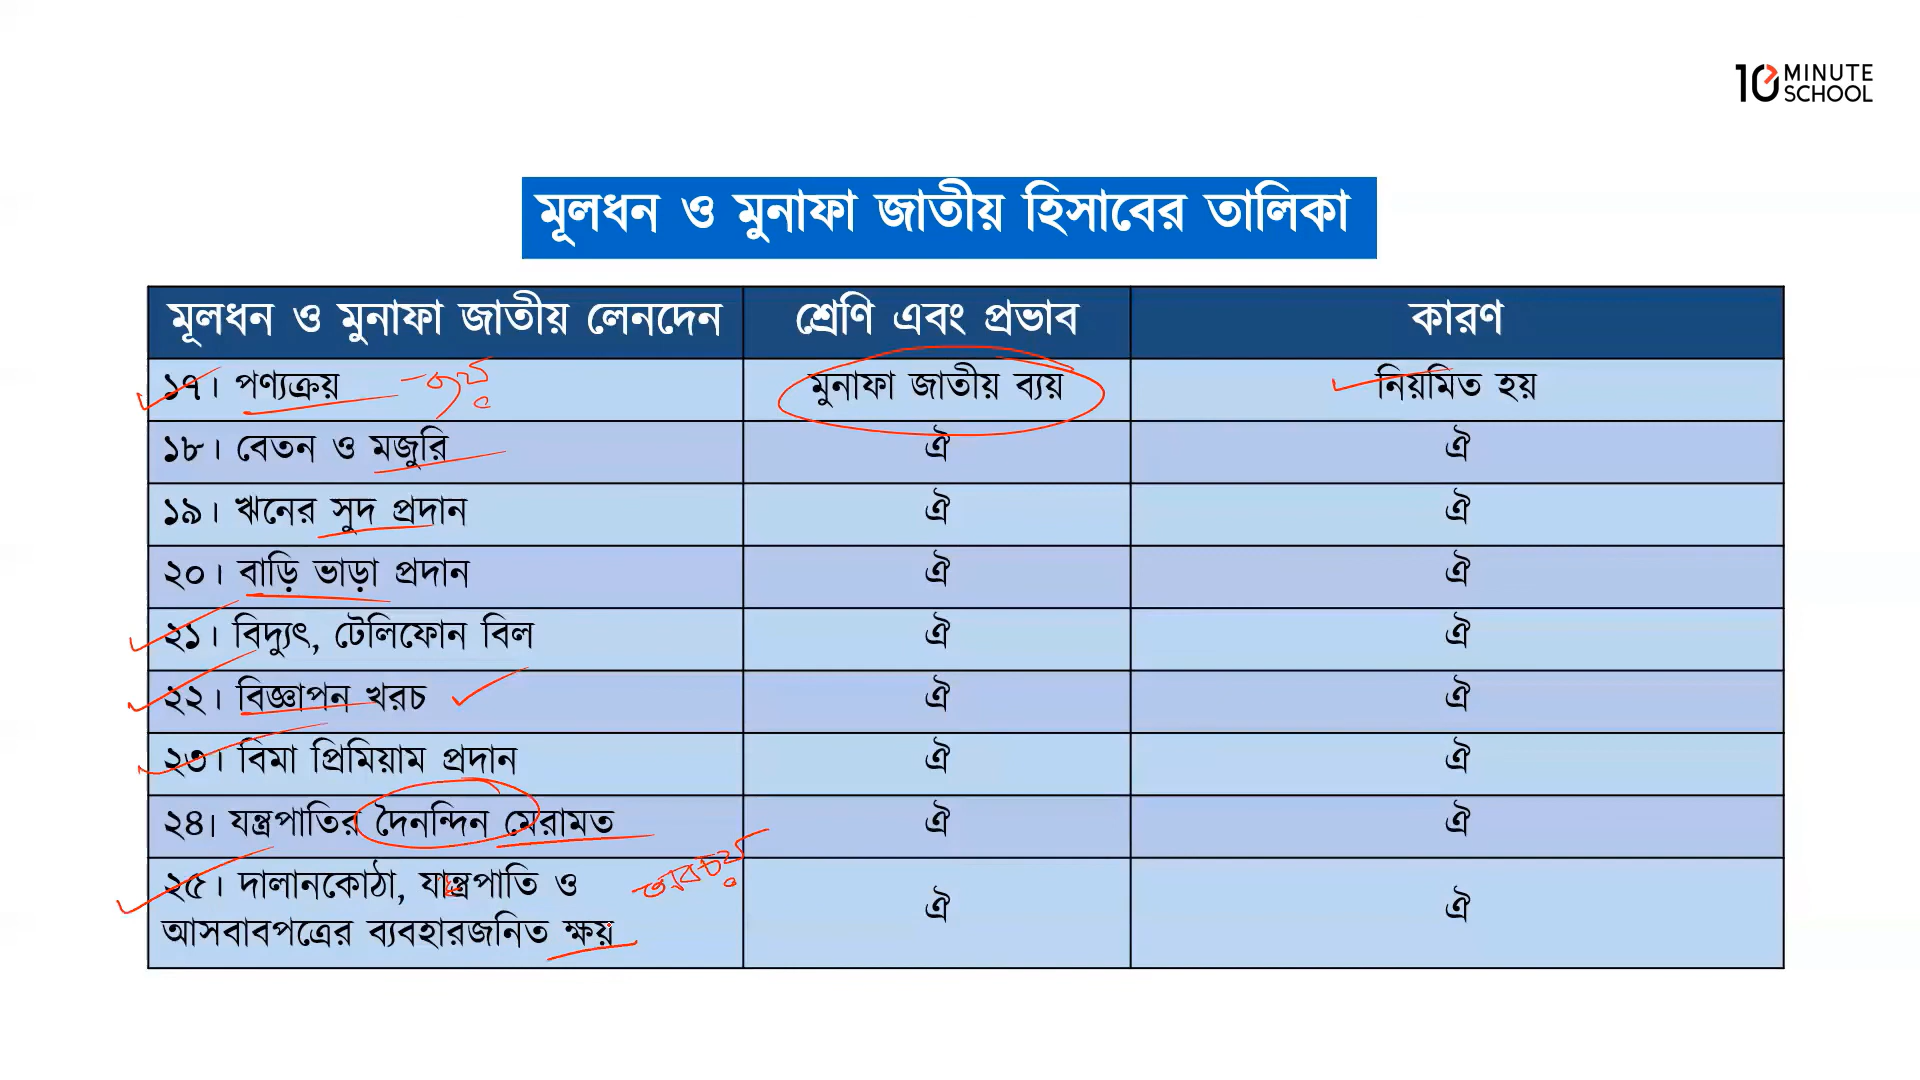 10 MINUTE SCHOOL
মূলধন ও মুনাফা জাতীয় হিসাবের তালিকা
মূলধন ও মুনাফা জাতীয় লেনদেন শ্রেণি এবং প্রভাব কারণ
১৭। পণ্যক্রয় মুনাফা জাতীয় ব্যয় নিয়মিত হয়
১৮। বেতন ও মজুরি ঐ ঐ
১৯। ঋনের সুদ প্রদান ঐ ঐ
২০। বাড়ি ভাড়া প্রদান ঐ ঐ
২১। বিদ্যুৎ, টেলিফোন বিল ঐ ঐ
২২। বিজ্ঞাপন খরচ ঐ ঐ
২৩। বিমা প্রিমিয়াম প্রদান ঐ ঐ
২৪। যন্ত্রপাতির দৈনন্দিন মেরামত ঐ ঐ
২৫। দালানকোঠা, যান্ত্রপাতি ও অবচয়
আসবাবপত্রের ব্যবহারজনিত ক্ষয় ঐ ঐ